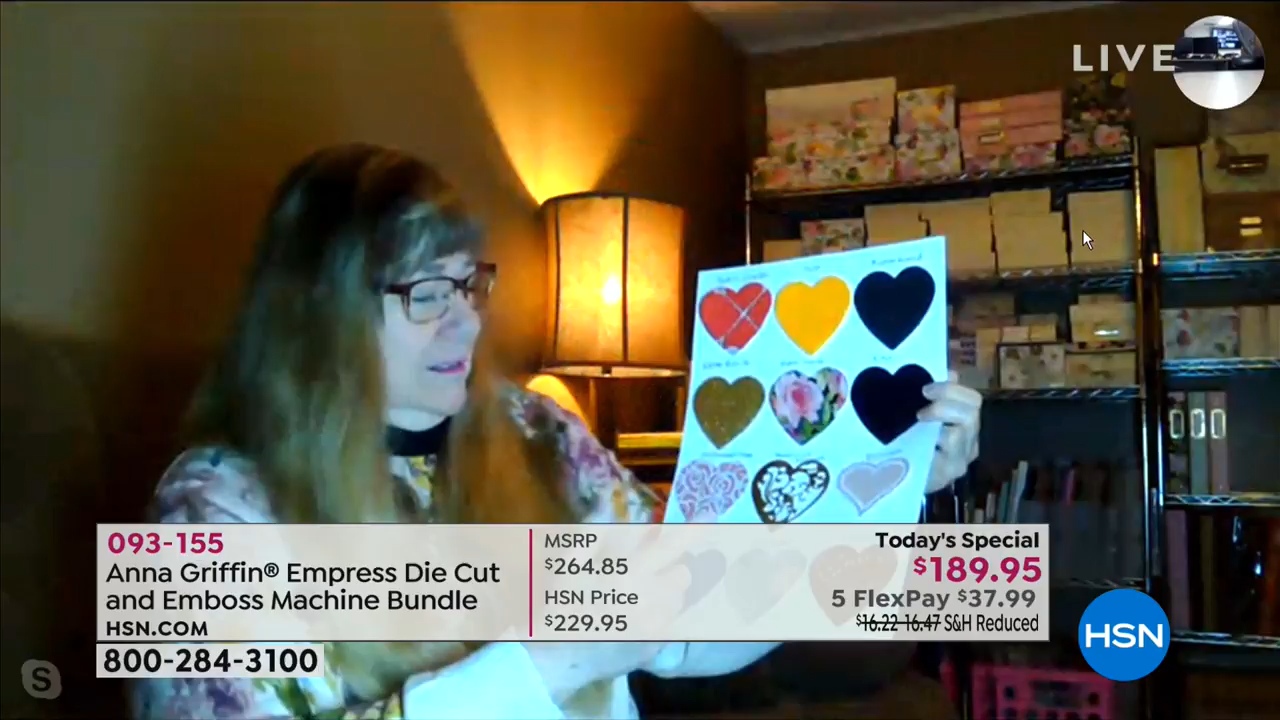 LIVE
093-155
Anna Griffin® Empress Die Cut
and Emboss Machine Bundle
HSN.COM
800-284-3100
MSRP
$264.85
HSN Price
$229.95
Today's Special
$189.95
5 FlexPay $37.99
$16.22-16.47 S&H Reduced
HSN
S